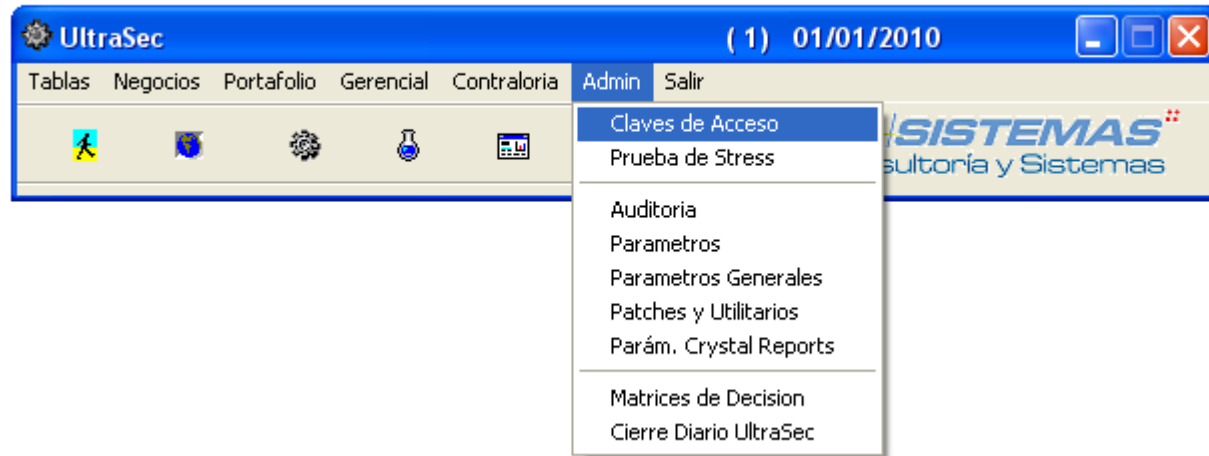 UltraSec ( 1) 01/01/2010
Tablas Negocios Portafolio Gerencial Contraloria Admin Salir
Claves de Acceso
Prueba de Stress
Auditoria
Parametros
Parametros Generales
Patches y Utilitarios
Parám. Crystal Reports
Matrices de Decision
Cierre Diario UltraSec
SISTEMAS
sultoría y Sistemas